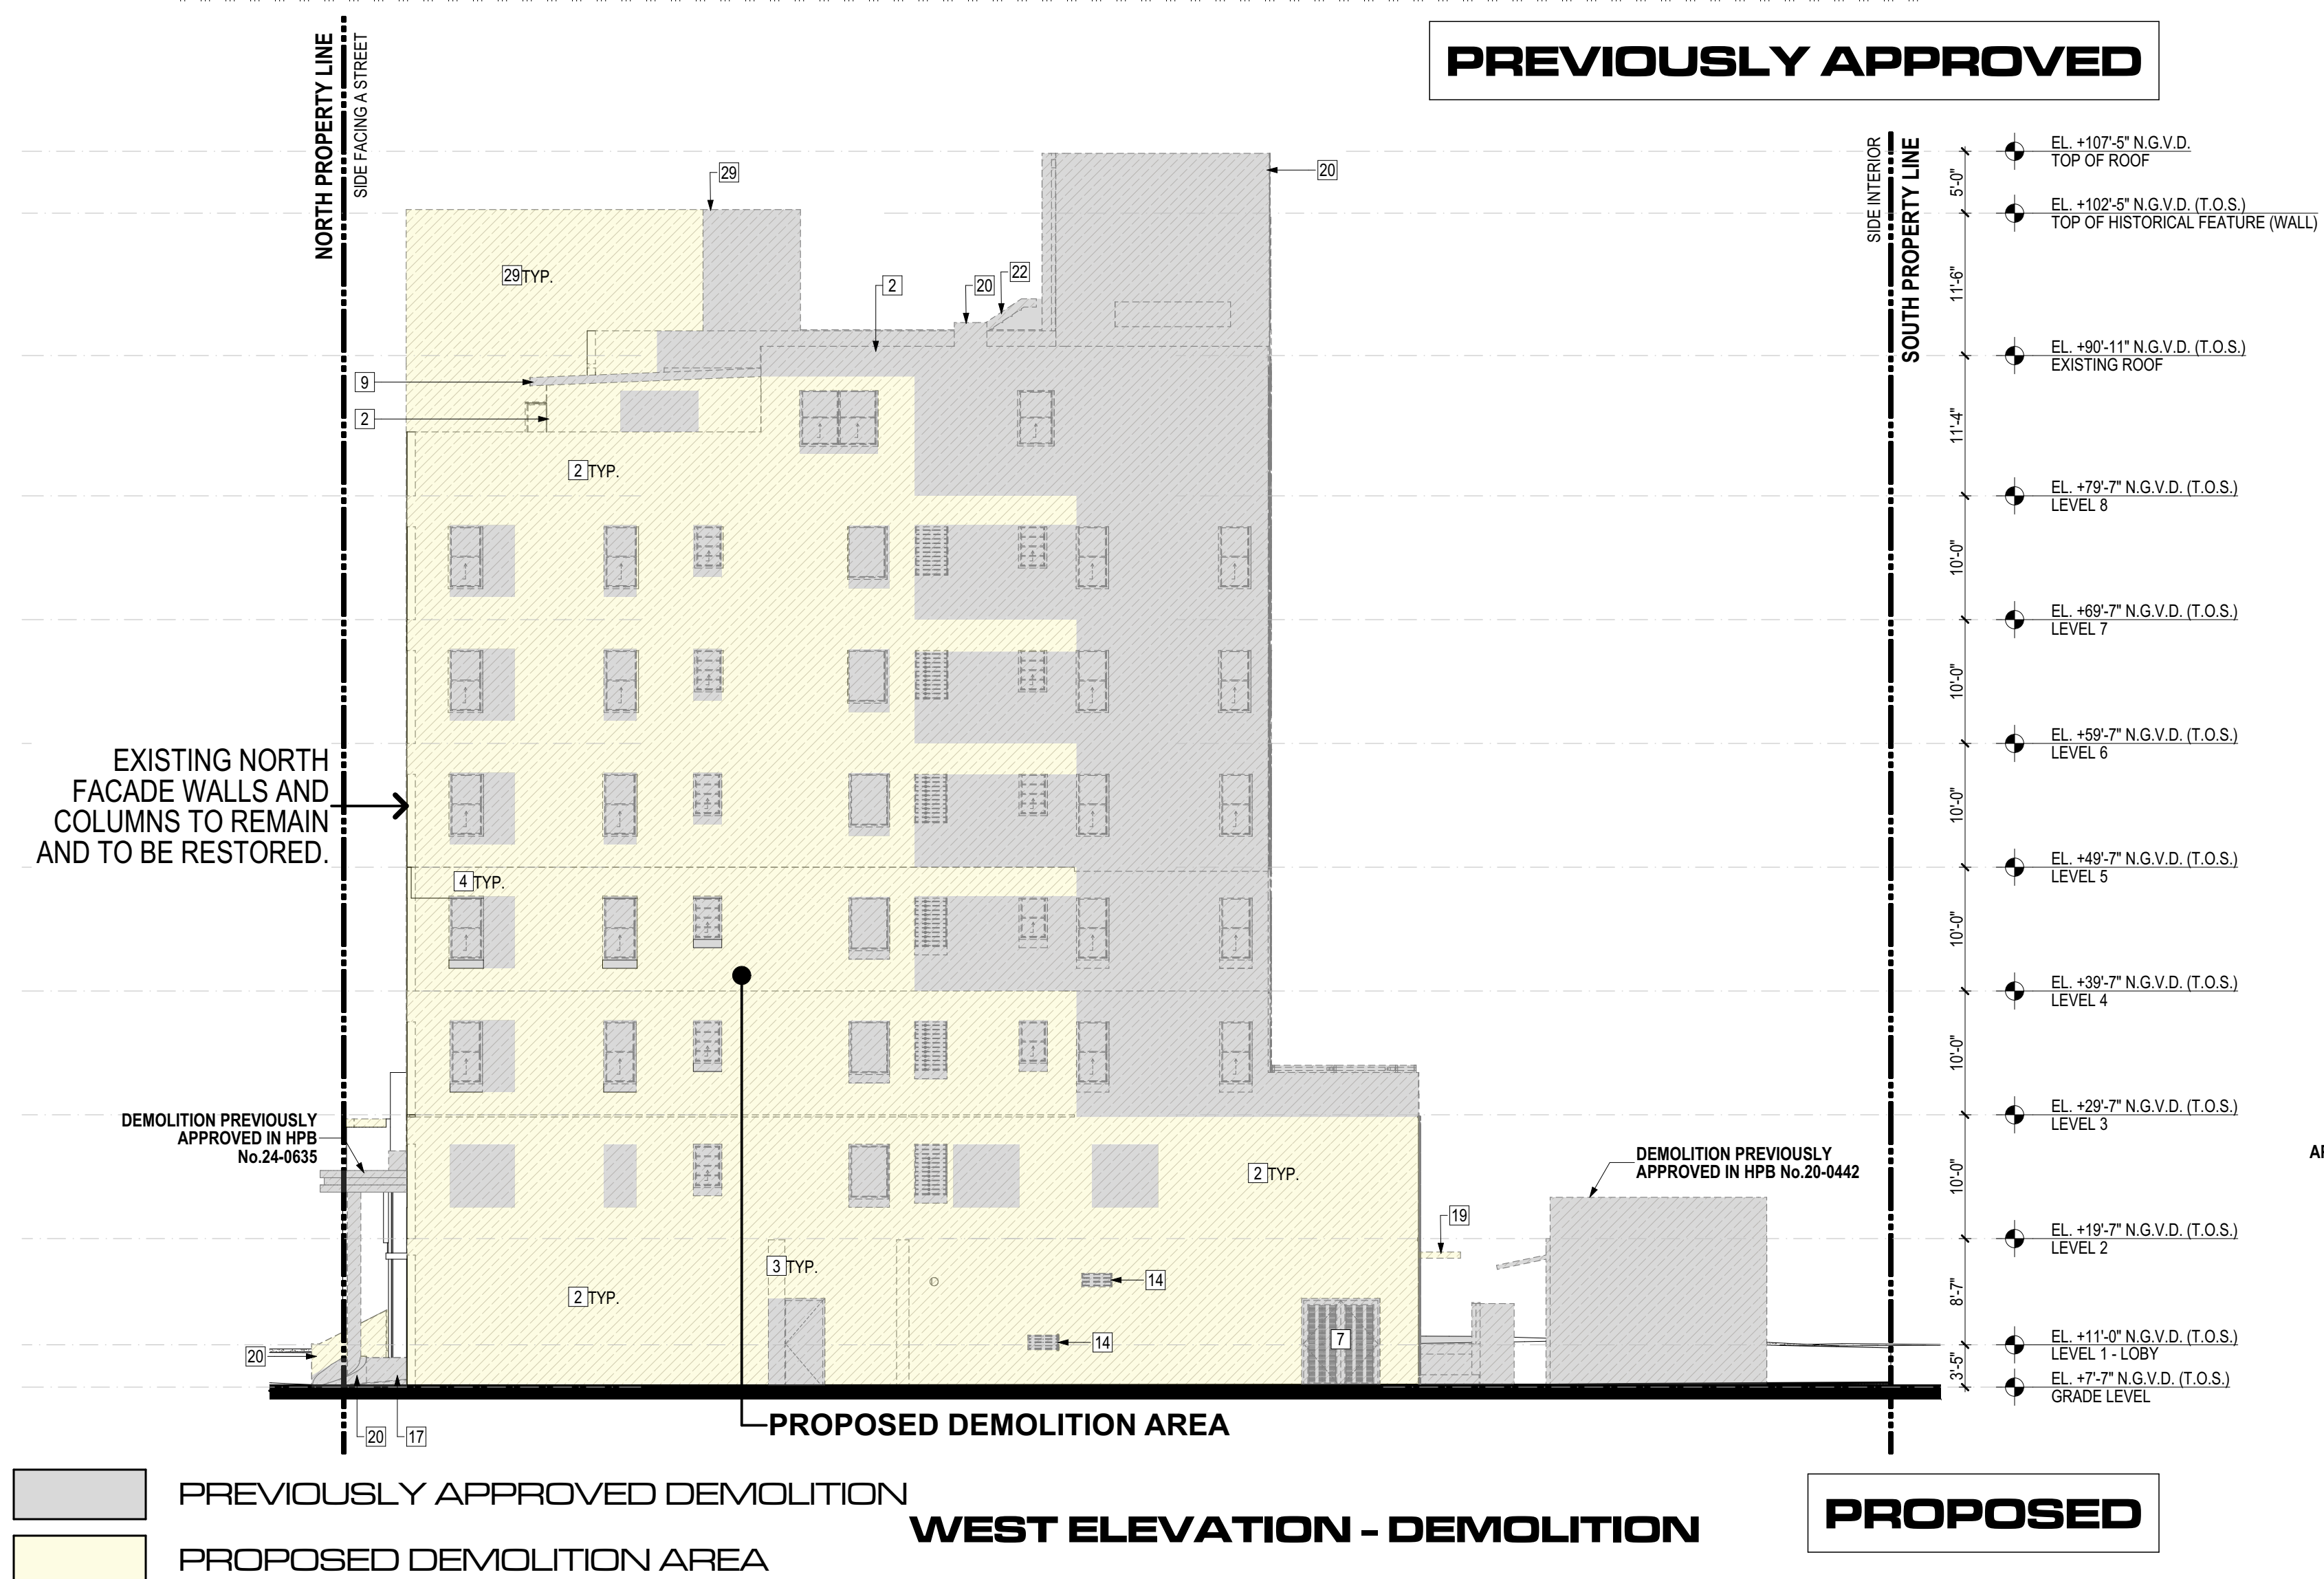 PREVIOUSLY APPROVED
NORTH PROPERTY LINE
SIDE FACING A STREET
SIDE INTERIOR
SOUTH PROPERTY LINE
EL. +107'-5" N.G.V.D.
TOP OF ROOF
5'-0"
EL. +102'-5" N.G.V.D. (T.O.S.)
TOP OF HISTORICAL FEATURE (WALL)
11'-6"
EL. +90'-11" N.G.V.D. (T.O.S.)
EXISTING ROOF
11'-4"
EL. +79'-7" N.G.V.D. (T.O.S.)
LEVEL 8
10'-0"
EL. +69'-7" N.G.V.D. (T.O.S.)
LEVEL 7
10'-0"
EL. +59'-7" N.G.V.D. (T.O.S.)
LEVEL 6
10'-0"
EL. +49'-7" N.G.V.D. (T.O.S.)
LEVEL 5
10'-0"
EL. +39'-7" N.G.V.D. (T.O.S.)
LEVEL 4
10'-0"
EL. +29'-7" N.G.V.D. (T.O.S.)
LEVEL 3
10'-0"
EL. +19'-7" N.G.V.D. (T.O.S.)
LEVEL 2
8'-7"
EL. +11'-0" N.G.V.D. (T.O.S.)
LEVEL 1 - LOBY
3'-5"
EL. +7'-7" N.G.V.D. (T.O.S.)
GRADE LEVEL
29
20
29 TYP.
22
2
20
9
2
2 TYP.
EXISTING NORTH
FACADE WALLS AND
COLUMNS TO REMAIN
AND TO BE RESTORED.
4 TYP.
DEMOLITION PREVIOUSLY
APPROVED IN HPB
No.24-0635
DEMOLITION PREVIOUSLY
APPROVED IN HPB No.20-0442
2 TYP.
19
3 TYP.
14
2 TYP.
14
7
20
20
17
PROPOSED DEMOLITION AREA
PREVIOUSLY APPROVED DEMOLITION
PROPOSED DEMOLITION AREA
WEST ELEVATION - DEMOLITION
PROPOSED